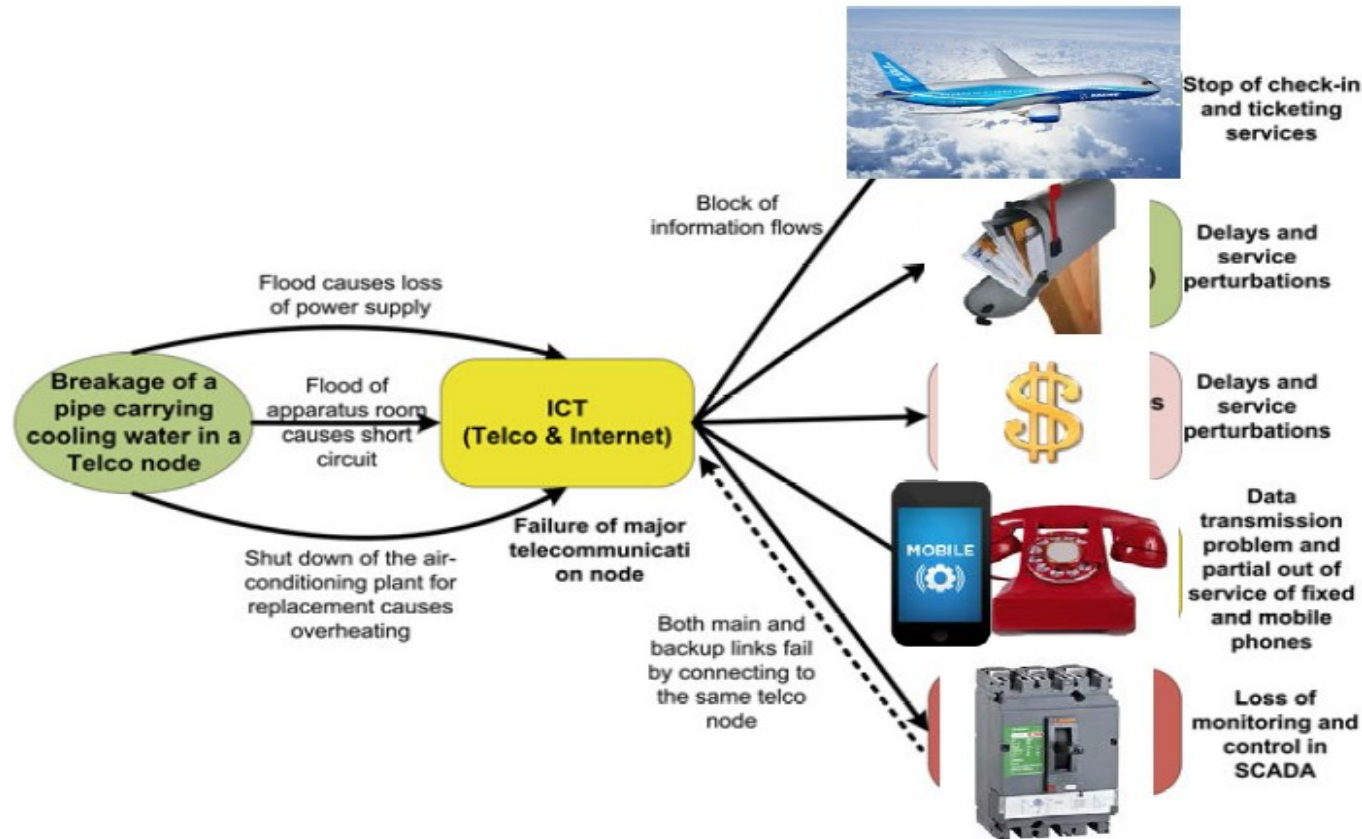 Stop of check-in
and ticketing
services
Block of
information flows
Delays and
service
perturbations
)
Flood causes loss
of power supply
Breakage of a
pipe carrying
cooling water in a
Telco node
Flood of
apparatus room
causes short
circuit
ICT
(Telco & Internet)
s
Delays and
service
perturbations
Shut down of the air-
conditioning plant for
replacement causes
overheating
Failure of major
telecommunicati
on node
MOBILE
Data
transmission
problem and
partial out of
service of fixed
and mobile
phones
Both main and
backup links fail
by connecting to
the same telco
node
Loss of
monitoring and
control in
SCADA